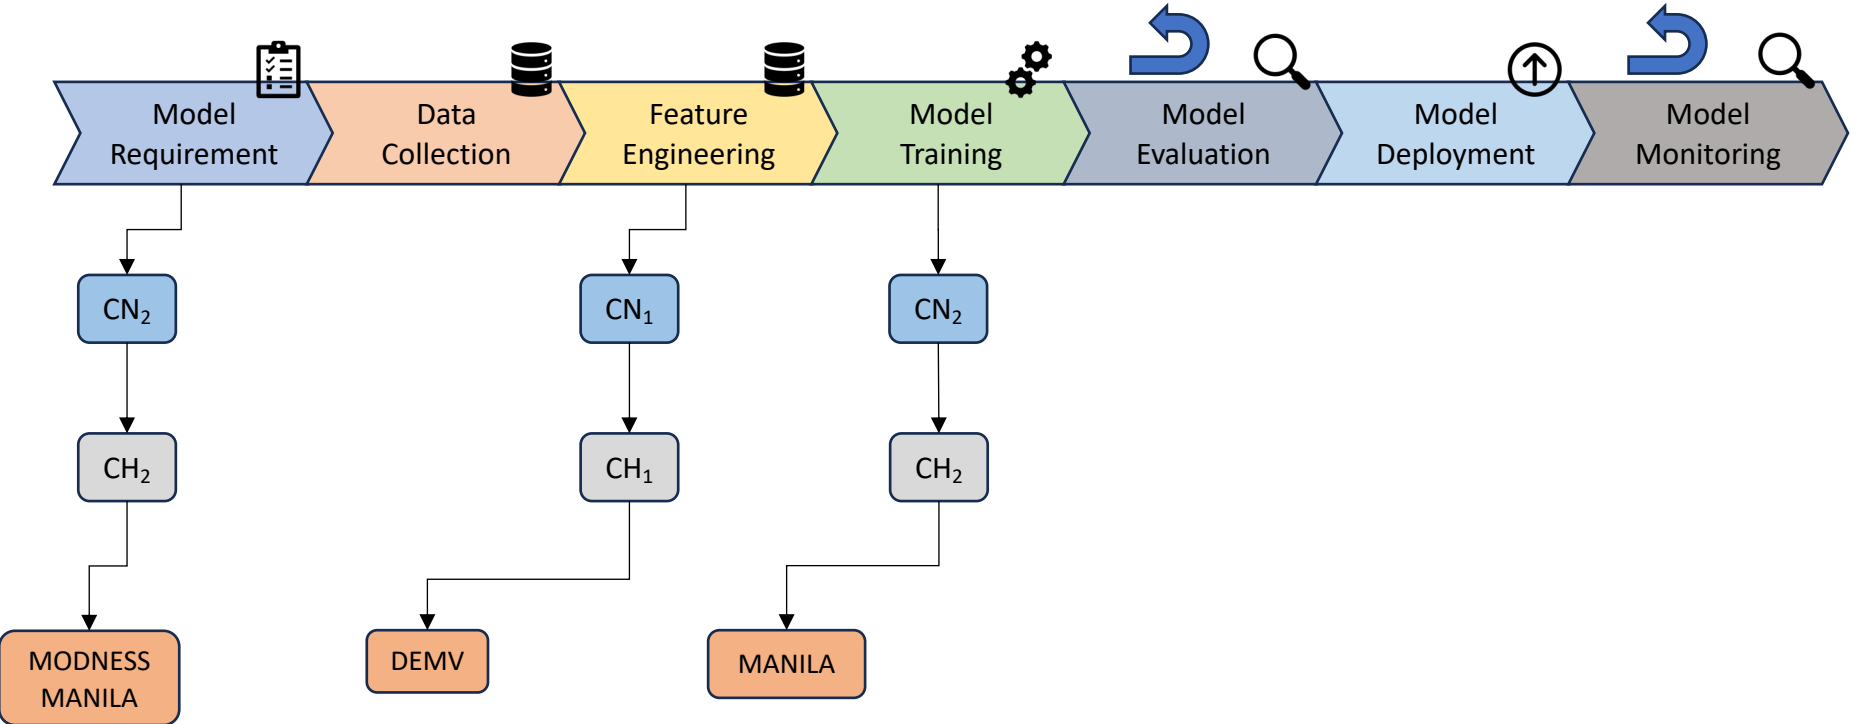 Model
Requirement
Data
Collection
Feature
Engineering
Model
Training
Model
Evaluation
Model
Deployment
Model
Monitoring
CN₂
CN₁
CN₂
CH₂
CH₁
CH₂
MODNESS
MANILA
DEMV
MANILA